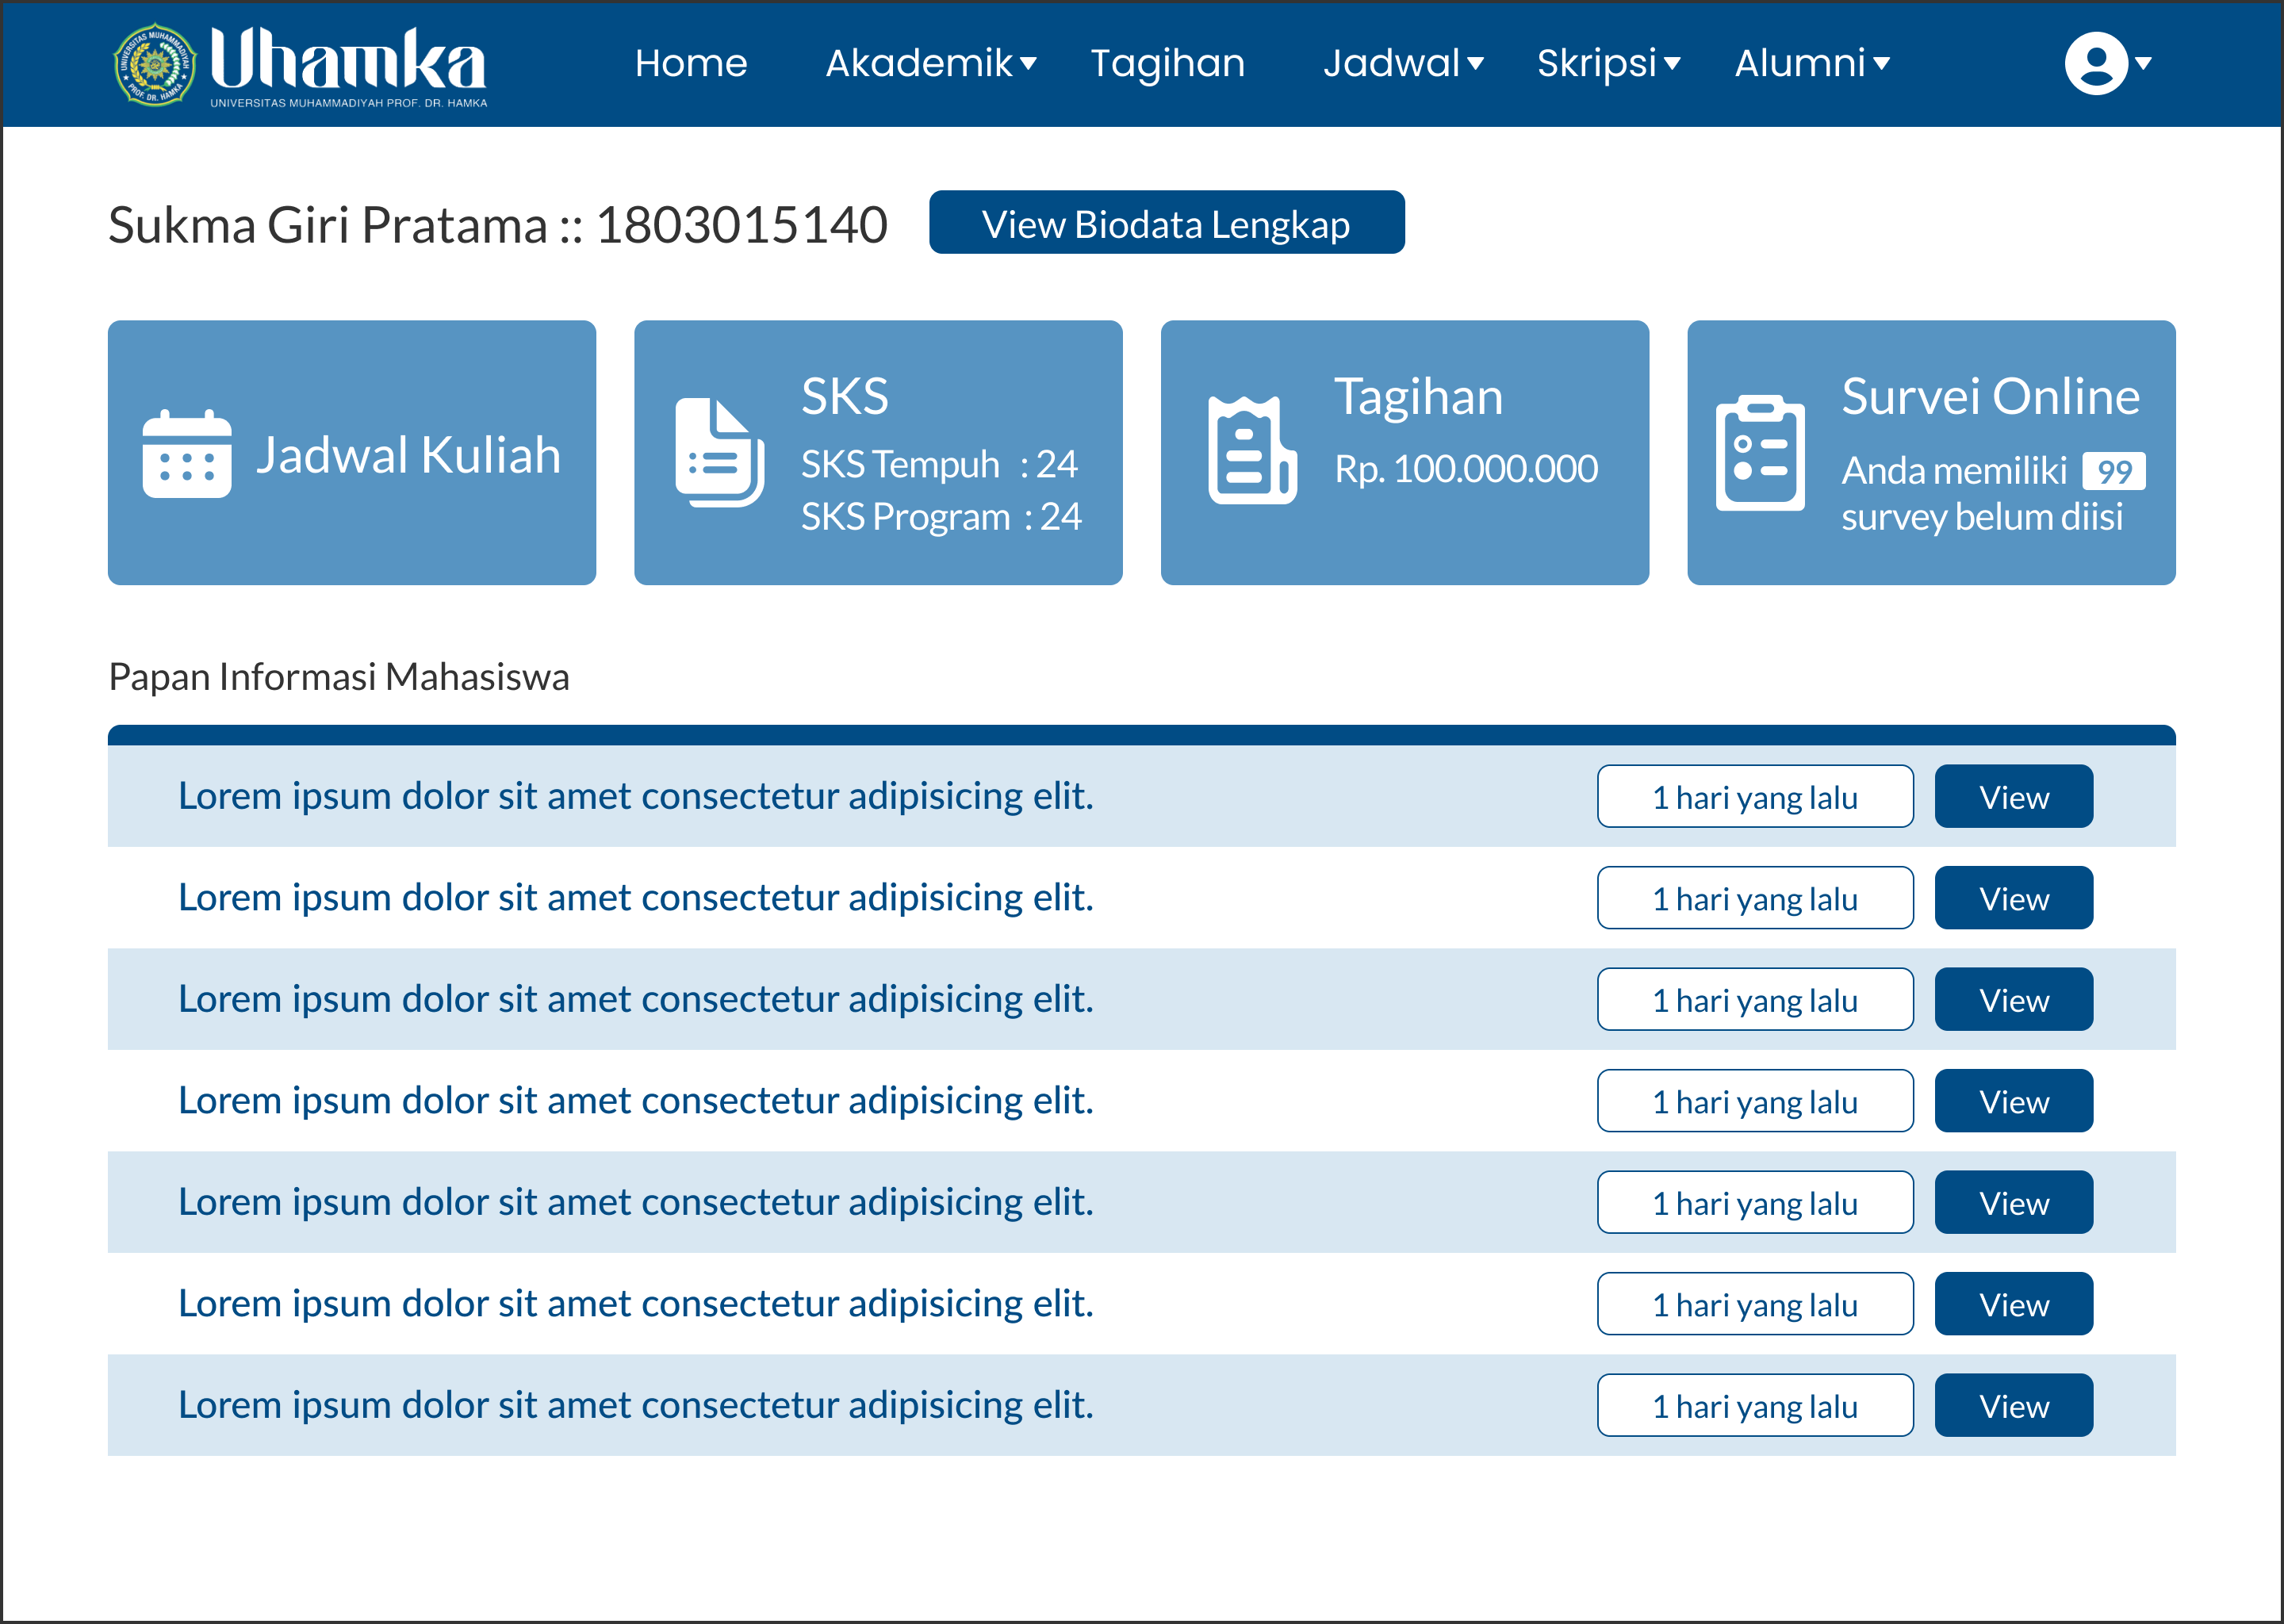 UNIVERSITAS MUHAMMADIYAH
PROF. DR. HAMKA
Uhamka
UNIVERSITAS MUHAMMADIYAH PROF. DR. HAMKA
Home Akademik Tagihan Jadwal Skripsi Alumni
Sukma Giri Pratama :: 1803015140 View Biodata Lengkap
Jadwal Kuliah
SKS
SKS Tempuh : 24
SKS Program : 24
Tagihan
Rp. 100.000.000
Survei Online
Anda memiliki 99
survey belum diisi
Papan Informasi Mahasiswa
Lorem ipsum dolor sit amet consectetur adipisicing elit. 1 hari yang lalu View
Lorem ipsum dolor sit amet consectetur adipisicing elit. 1 hari yang lalu View
Lorem ipsum dolor sit amet consectetur adipisicing elit. 1 hari yang lalu View
Lorem ipsum dolor sit amet consectetur adipisicing elit. 1 hari yang lalu View
Lorem ipsum dolor sit amet consectetur adipisicing elit. 1 hari yang lalu View
Lorem ipsum dolor sit amet consectetur adipisicing elit. 1 hari yang lalu View
Lorem ipsum dolor sit amet consectetur adipisicing elit. 1 hari yang lalu View